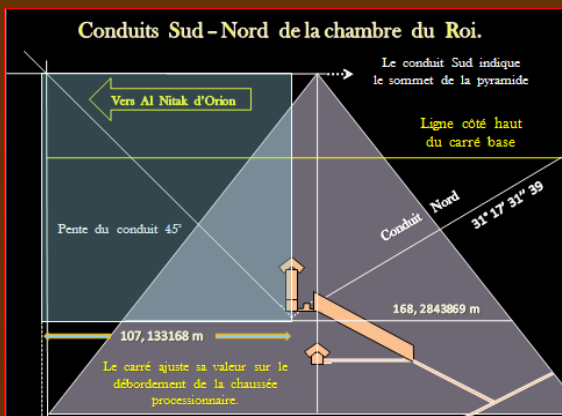 Conduits Sud – Nord de la chambre du Roi.
Le conduit Sud indique
le sommet de la pyramide
Vers Al Nitak d'Orion
Ligne côté haut
du carré base
Conduit Nord
31° 17' 31" 39
Pente du conduit 45°
168, 2843869 m
107, 133168 m
Le carré ajuste sa valeur sur le
débordement de la chaussée
processionnaire.